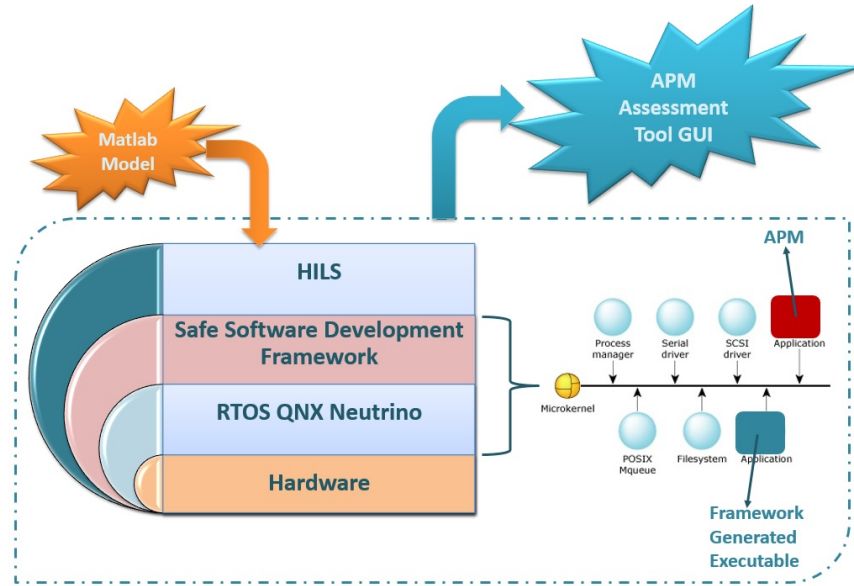 APM
Assessment
Tool GUI
Matlab
Model
HILS
Safe Software Development
Framework
RTOS QNX Neutrino
Hardware
APM
Process
manager
Serial
driver
SCSI
driver
Application
Microkernel
POSIX
Mqueue
Filesystem
Application
Framework
Generated
Executable